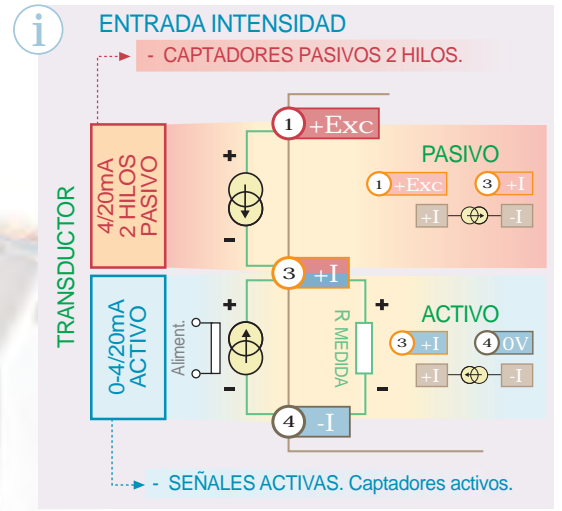 i
ENTRADA INTENSIDAD
- CAPTADORES PASIVOS 2 HILOS.
TRANSDUCTOR
4/20mA
2 HILOS
PASIVO
+
-
1 +Exc
PASIVO
1 +Exc
3 +I
+I
-I
3 +I
0-4/20mA
ACTIVO
Aliment.
+
-
R MEDIDA
+
-
ACTIVO
3 +I
4 0V
+I
-I
4 -I
- SEÑALES ACTIVAS. Captadores activos.